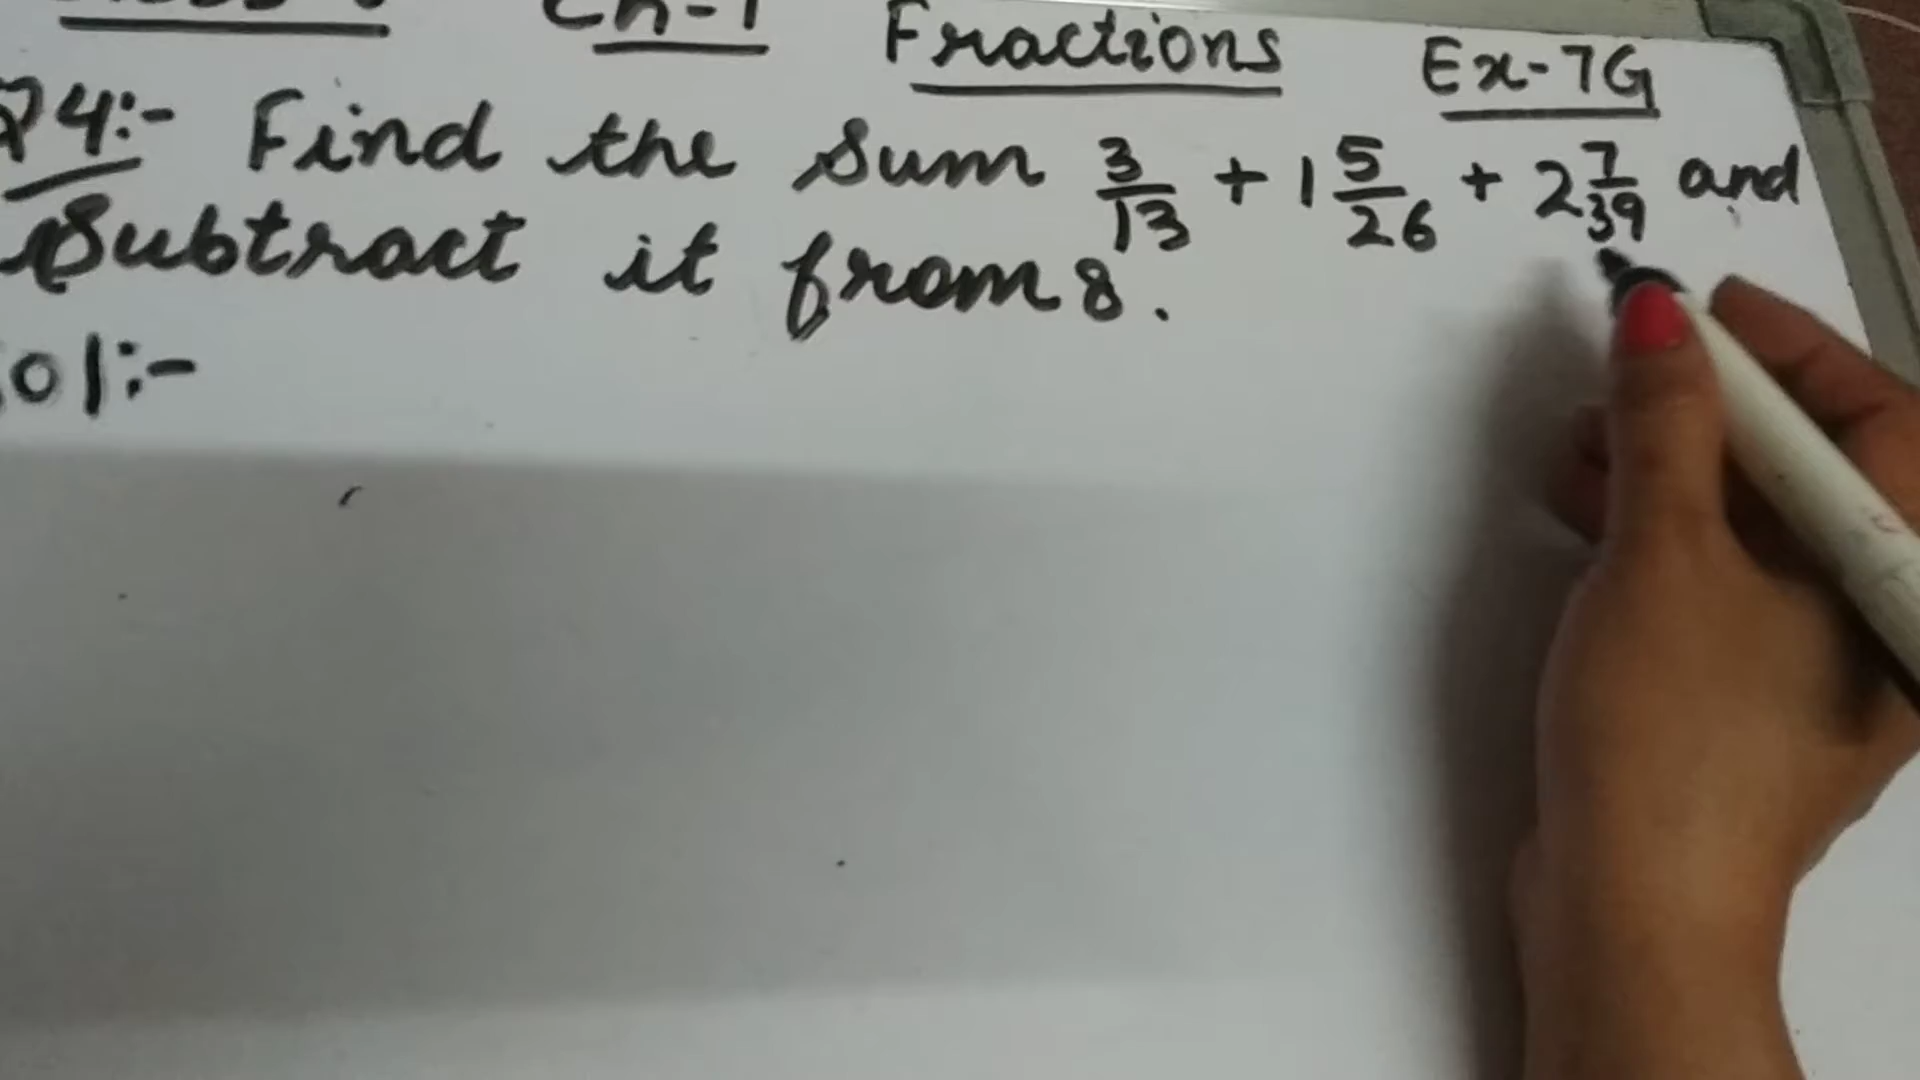 Ch-7 Fractions Ex-7G
Q4:- Find the sum 3/13 + 1 5/26 + 2 7/39 and
Subtract it from 8.
Sol:-